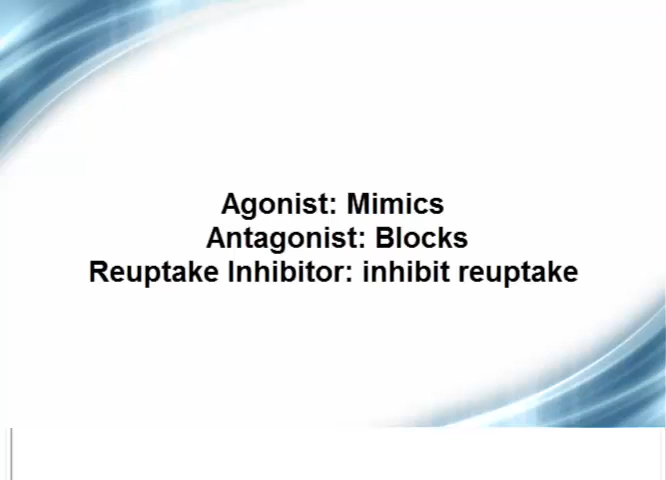 Agonist: Mimics
Antagonist: Blocks
Reuptake Inhibitor: inhibit reuptake